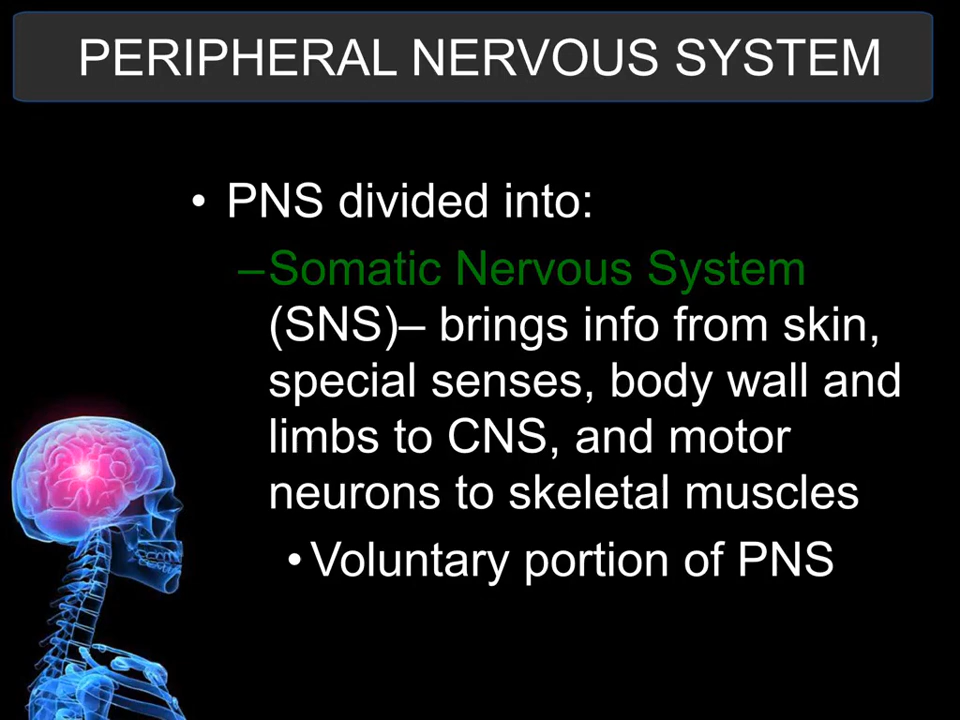 PERIPHERAL NERVOUS SYSTEM
• PNS divided into:
–Somatic Nervous System
(SNS)– brings info from skin,
special senses, body wall and
limbs to CNS, and motor
neurons to skeletal muscles
•Voluntary portion of PNS